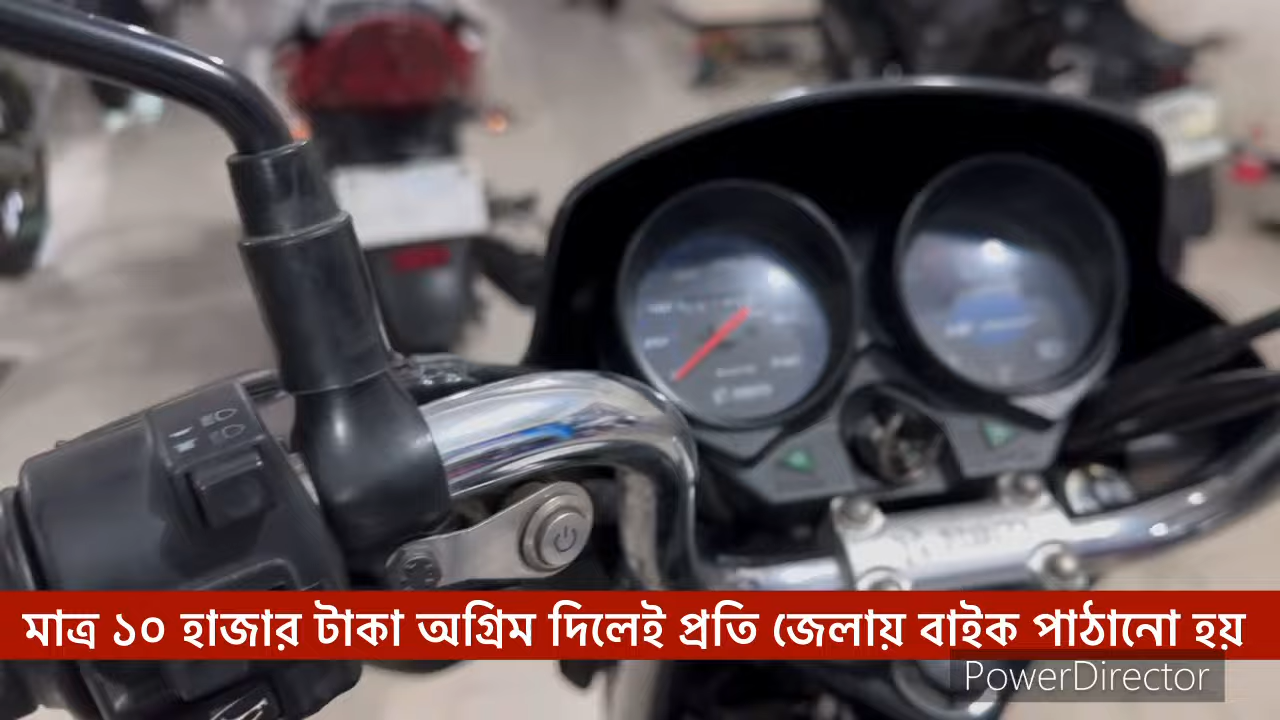 মাত্র ১০ হাজার টাকা অগ্রিম দিলেই প্রতি জেলায় বাইক পাঠানো হয়
PowerDirector